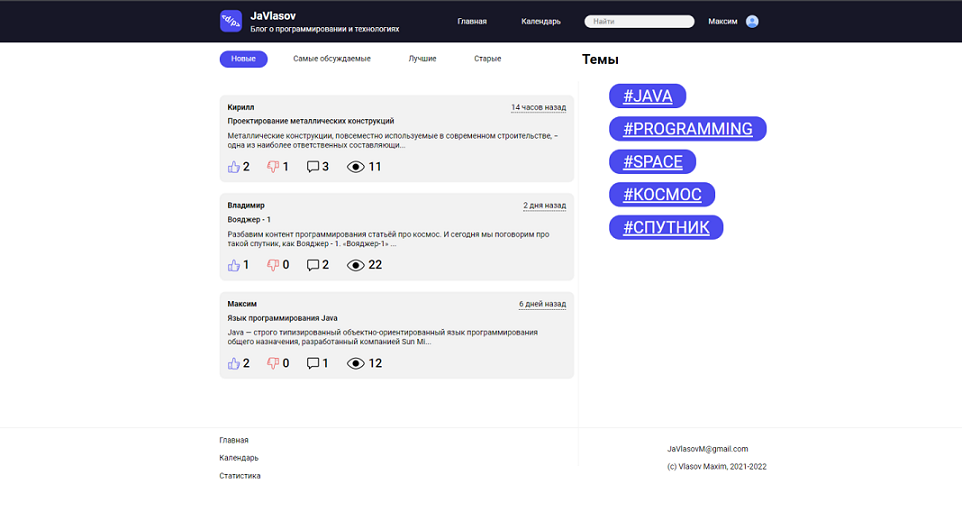 </dip>
JaVlasov
Блог о программировании и технологиях
Главная
Календарь
Найти
Максим
Новые
Самые обсуждаемые
Лучшие
Старые
Темы
Кирилл
14 часов назад
Проектирование металлических конструкций
Металлические конструкции, повсеместно используемые в современном строительстве, –
одна из наиболее ответственных составляющи...
2
1
3
11
Владимир
2 дня назад
Вояджер - 1
Разбавим контент программирования статьёй про космос. И сегодня мы поговорим про
такой спутник, как Вояджер - 1. «Вояджер-1» ...
1
0
2
22
Максим
6 дней назад
Язык программирования Java
Java — строго типизированный объектно-ориентированный язык программирования
общего назначения, разработанный компанией Sun Mi...
2
0
1
12
#JAVA
#PROGRAMMING
#SPACE
#КОСМОС
#СПУТНИК
Главная
Календарь
Статистика
JaVlasovM@gmail.com
(c) Vlasov Maxim, 2021-2022